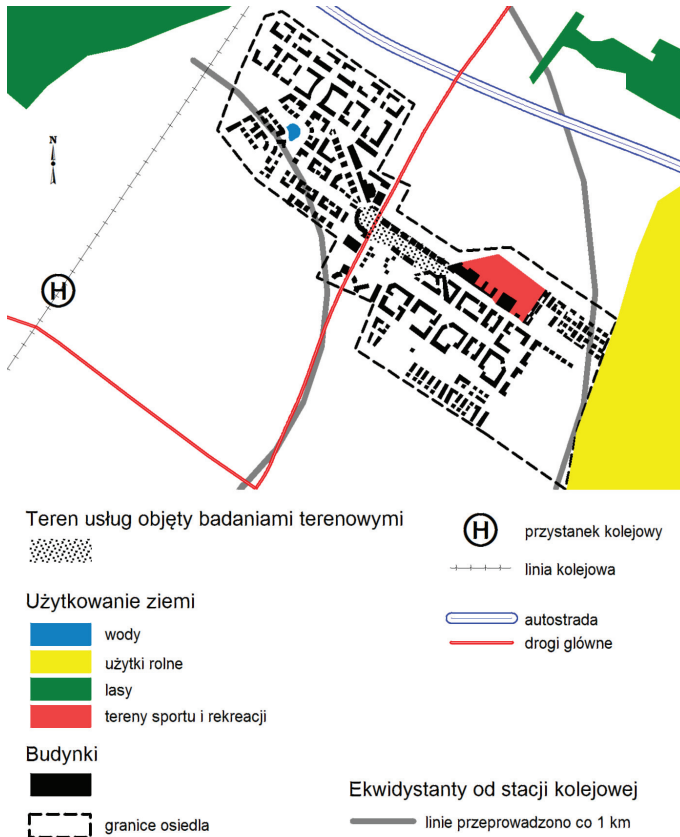 N
H
Teren usług objęty badaniami terenowymi
Użytkowanie ziemi
wody
użytki rolne
lasy
tereny sportu i rekreacji
Budynki
granice osiedla
H przystanek kolejowy
linia kolejowa
autostrada
drogi główne
Ekwidystanty od stacji kolejowej
linie przeprowadzono co 1 km